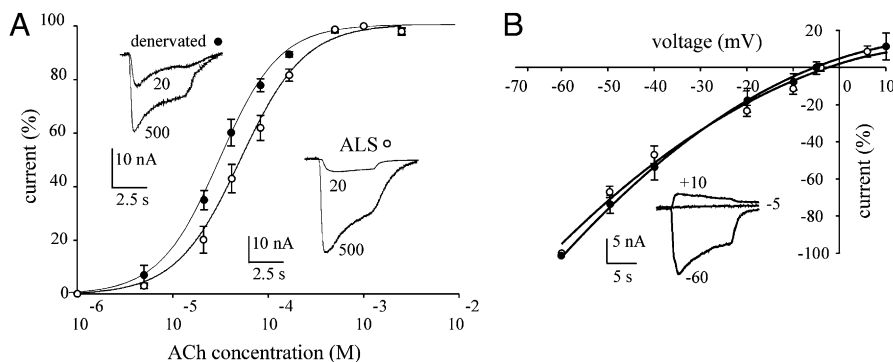 A
denervated
20
500
10 nA
2.5 s
ALS
20
500
10 nA
2.5 s
current (%)
100
80
60
40
20
0
10 -6
10 -5
10 -4
10 -3
10 -2
ACh concentration (M)
B
voltage (mV)
-70
-60
-50
-40
-30
-20
-10
0
10
20
-20
-40
-60
-80
-100
current (%)
+10
-5
-60
5 nA
5 s